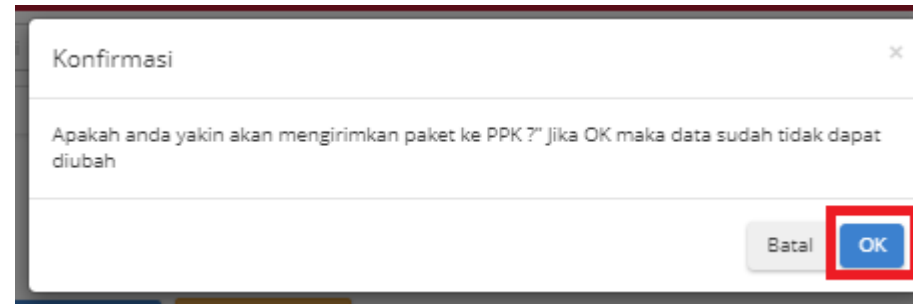 Konfirmasi
×
Apakah anda yakin akan mengirimkan paket ke PPK ?" Jika OK maka data sudah tidak dapat
diubah
Batal OK